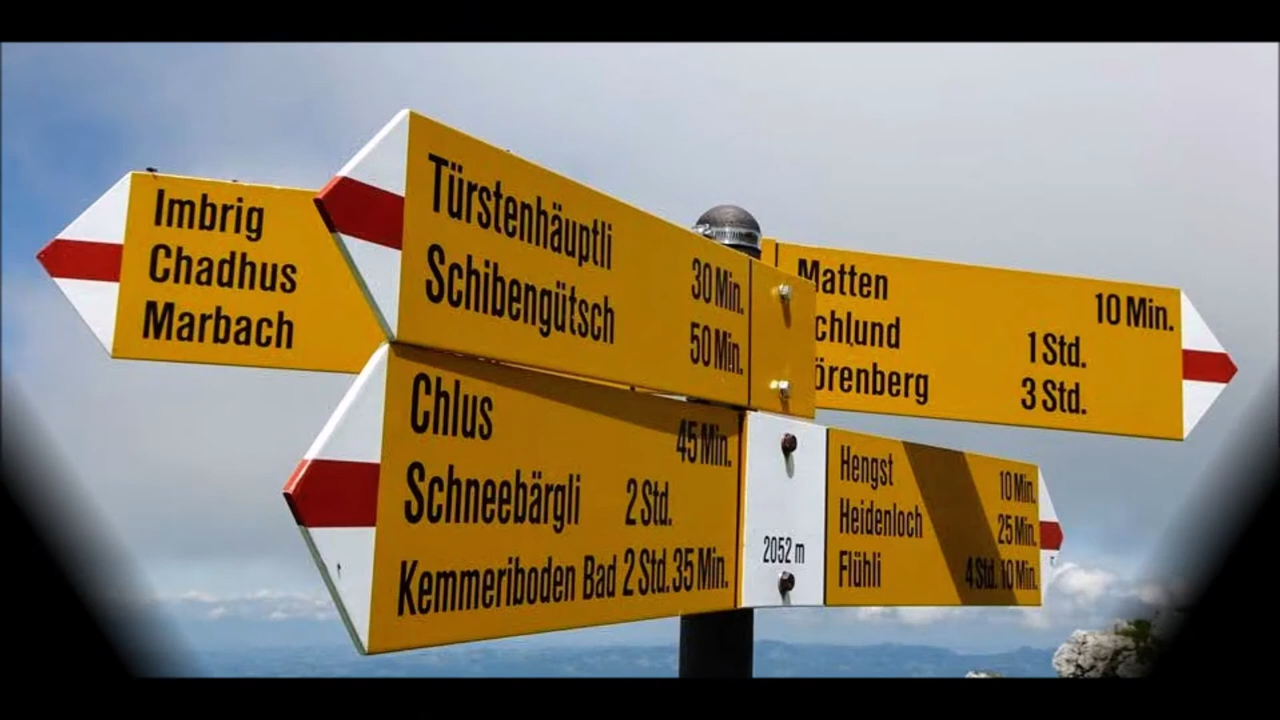 Imbrig
Chadhus
Marbach
Türstenhäuptli 30 Min.
Schibengütsch 50 Min.
Matten 10 Min.
chlund 1 Std.
örenberg 3 Std.
Chlus 45 Min.
Schneebärgli 2 Std.
Kemmeriboden Bad 2 Std. 35 Min.
2052 m
Hengst 10 Min.
Heidenloch 25 Min.
Flühli 4 Std. 10 Min.